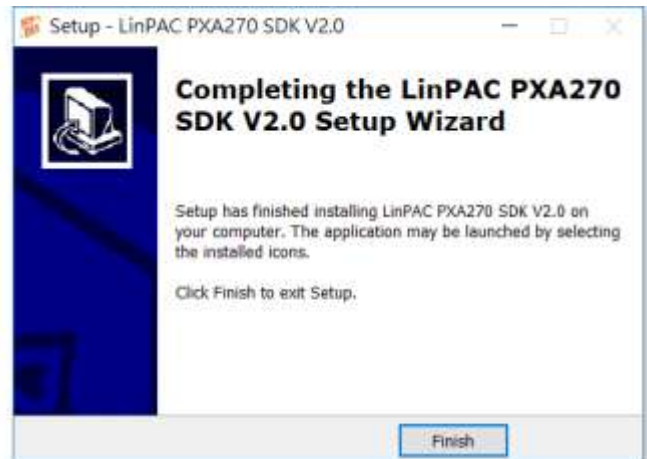 Setup - LinPAC PXA270 SDK V2.0
Completing the LinPAC PXA270
SDK V2.0 Setup Wizard
Setup has finished installing LinPAC PXA270 SDK V2.0 on
your computer. The application may be launched by selecting
the installed icons.
Click Finish to exit Setup.
Finish